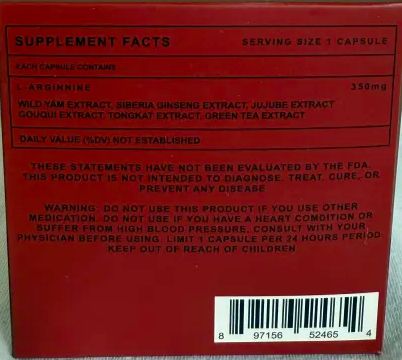 SUPPLEMENT FACTS SERVING SIZE 1 CAPSULE
EACH CAPSULE CONTAINS
L-ARGINNINE 350mg
WILD YAM EXTRACT, SIBERIA GINSENG EXTRACT, JUJUBE EXTRACT
GOUQUI EXTRACT, TONGKAT EXTRACT, GREEN TEA EXTRACT
DAILY VALUE (%DV) NOT ESTABLISHED
THESE STATEMENTS HAVE NOT BEEN EVALUATED BY THE FDA.
THIS PRODUCT IS NOT INTENDED TO DIAGNOSE, TREAT, CURE, OR
PREVENT ANY DISEASE
WARNING: DO NOT USE THIS PRODUCT IF YOU USE OTHER
MEDICATION. DO NOT USE IF YOU HAVE A HEART COMDITION OR
SUFFER FROM HIGH BLOOD PRESSURE, CONSULT WITH YOUR
PHYSICIAN BEFORE USING. LIMIT 1 CAPSULE PER 24 HOURS PERIOD
KEEP OUT OF REACH OF CHILDREN
8 97156 52465 4